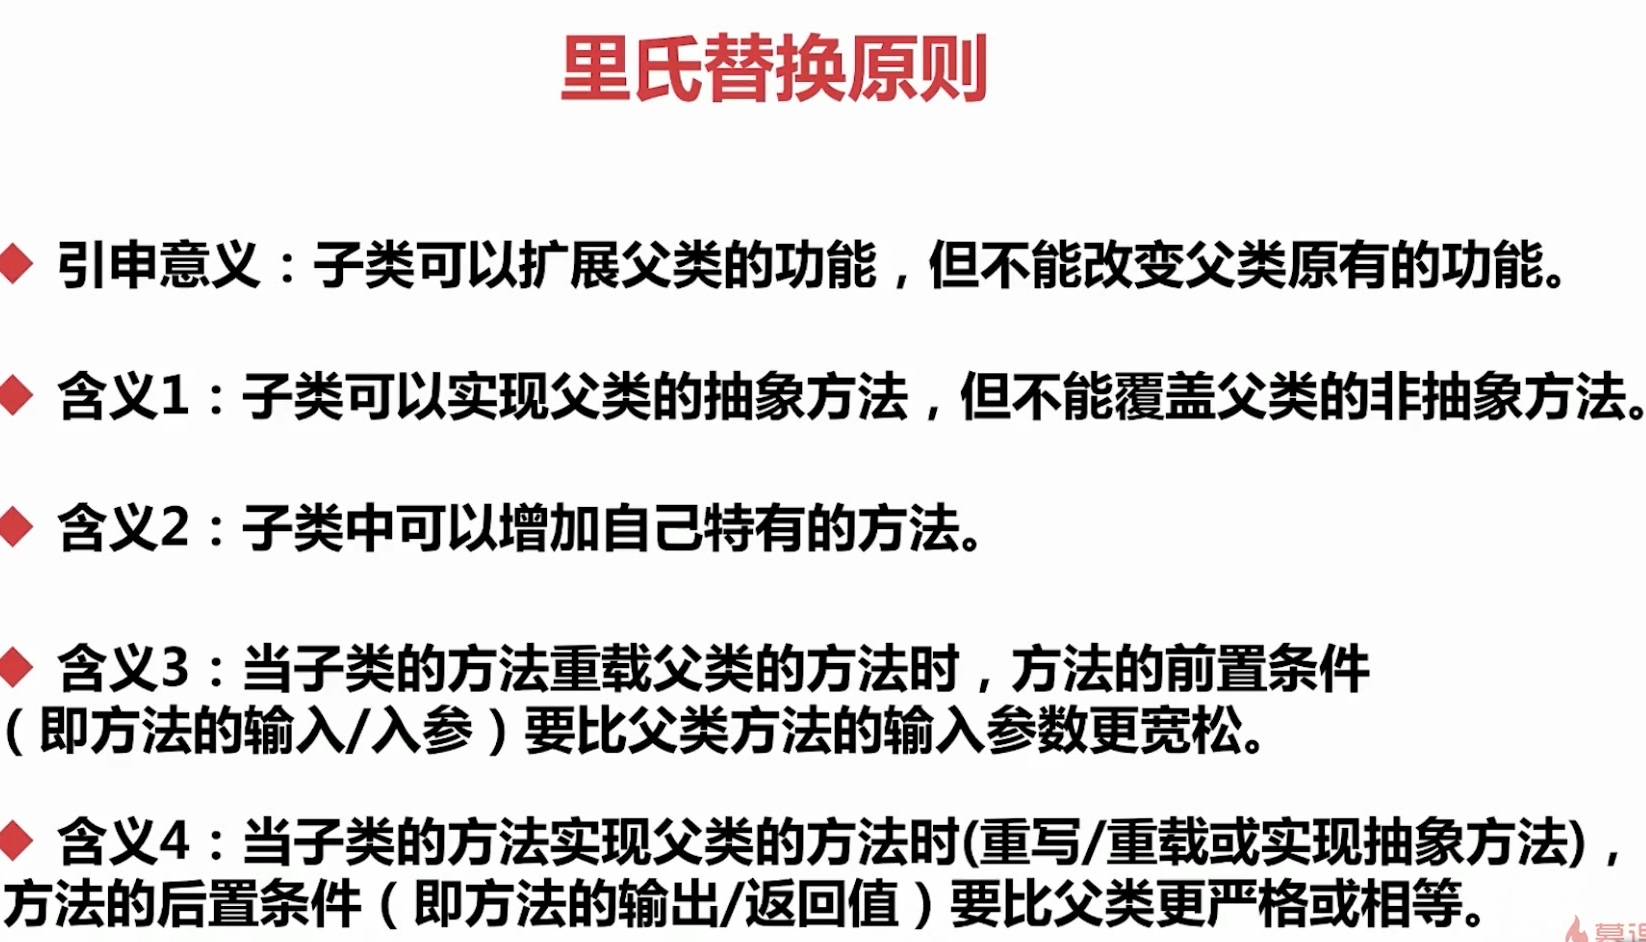 里氏替换原则
引申意义：子类可以扩展父类的功能，但不能改变父类原有的功能。
含义1：子类可以实现父类的抽象方法，但不能覆盖父类的非抽象方法。
含义2：子类中可以增加自己特有的方法。
含义3：当子类的方法重载父类的方法时，方法的前置条件
（即方法的输入/入参）要比父类方法的输入参数更宽松。
含义4：当子类的方法实现父类的方法时(重写/重载或实现抽象方法)，
方法的后置条件（即方法的输出/返回值）要比父类更严格或相等。